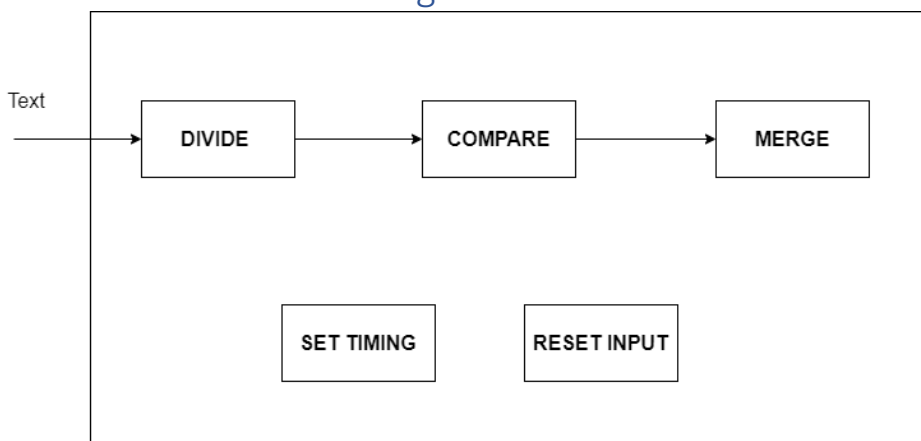 Text
DIVIDE
COMPARE
MERGE
SET TIMING
RESET INPUT